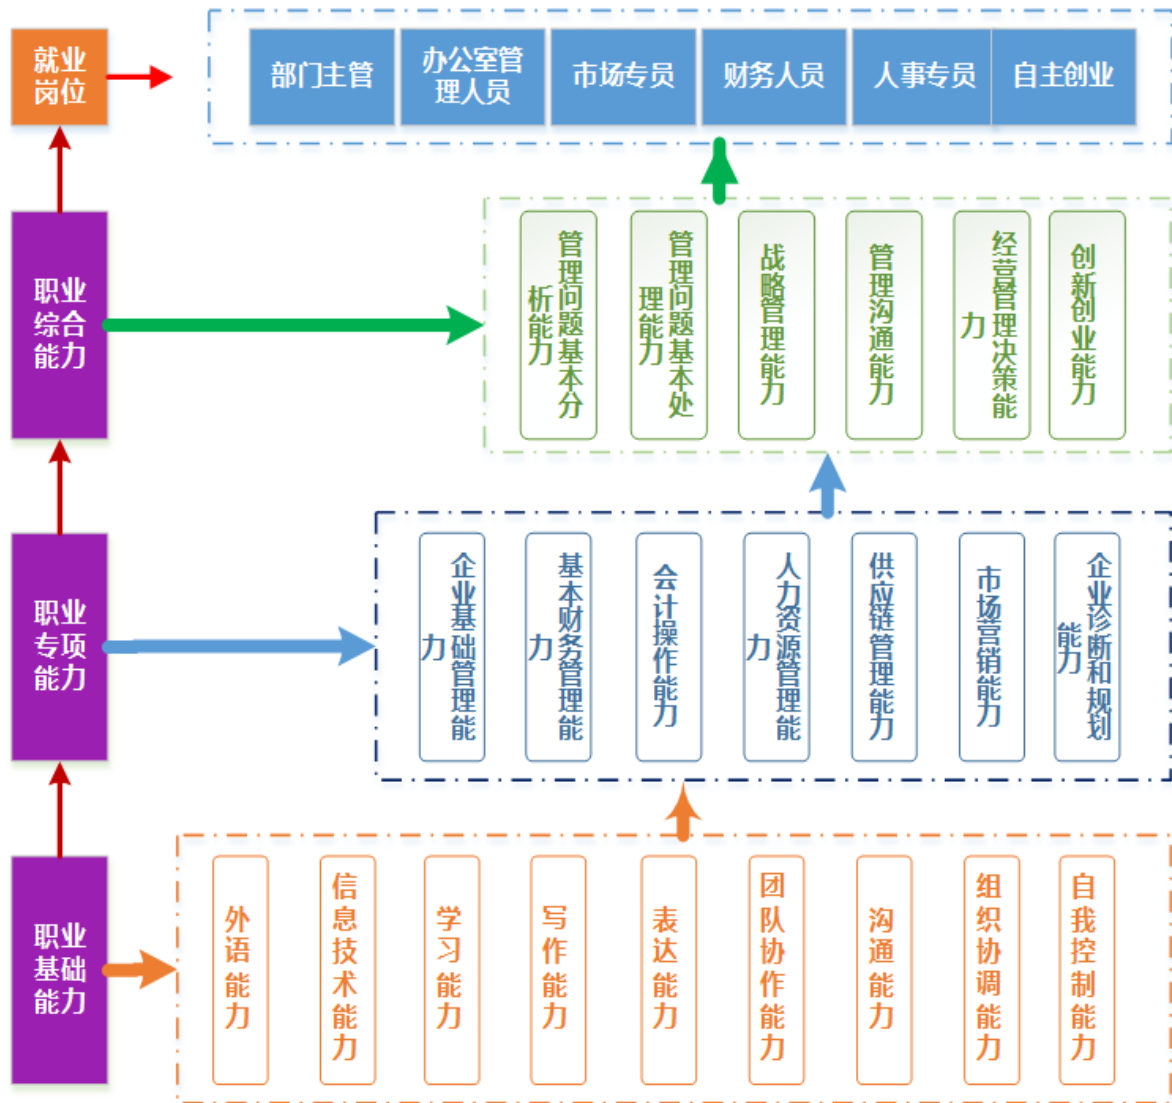 就业
岗位
部门主管
办公室管
理人员
市场专员
财务人员
人事专员
自主创业
职业
综合
能力
管理问题基本分
析能力
管理问题基本处
理能力
战略管理能力
管理沟通能力
经营管理决策能
力
创新创业能力
职业
专项
能力
企业基础管理能
力
基本财务管理能
力
会计操作能力
人力资源管理能
力
供应链管理能力
市场营销能力
企业诊断和规划
能力
职业
基础
能力
外语能力
信息技术能力
学习能力
写作能力
表达能力
团队协作能力
沟通能力
组织协调能力
自我控制能力